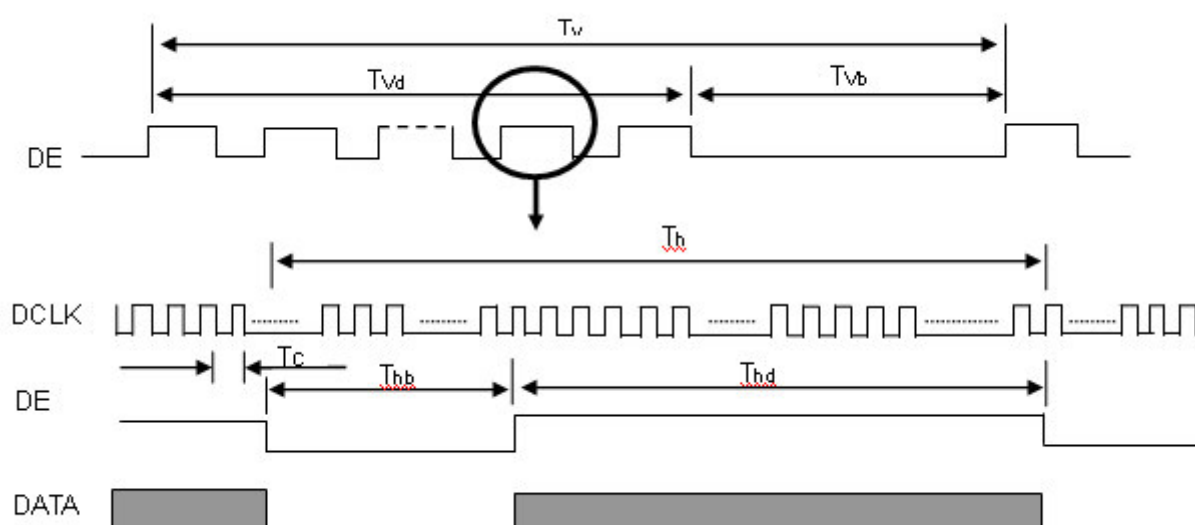 Tv
Tvd
Tvb
DE
Th
DCLK
Tc
Thb
Thd
DE
DATA